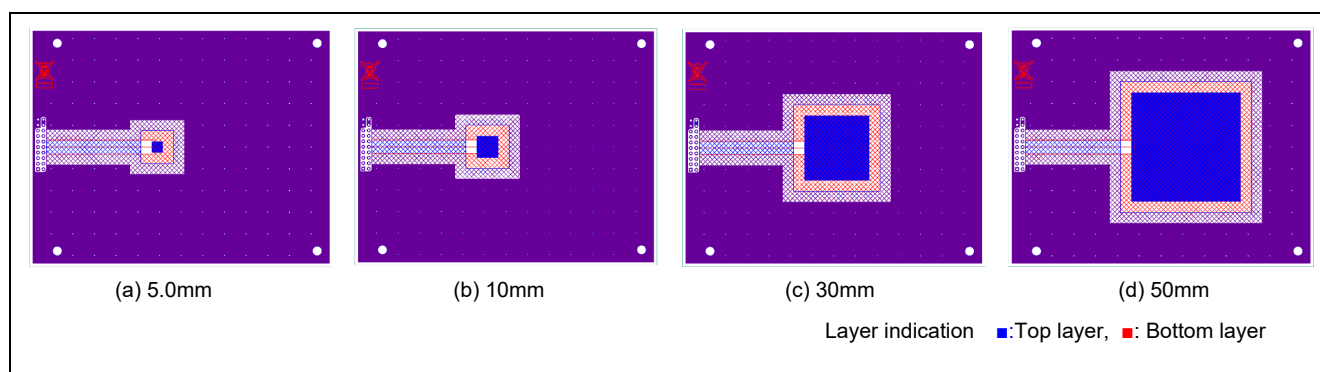 (a) 5.0mm (b) 10mm (c) 30mm (d) 50mm
Layer indication ■:Top layer, ■: Bottom layer